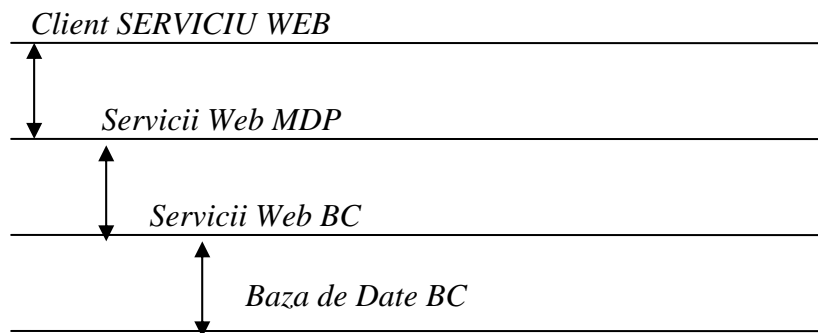 Client SERVICIU WEB
Servicii Web MDP
Servicii Web BC
Baza de Date BC